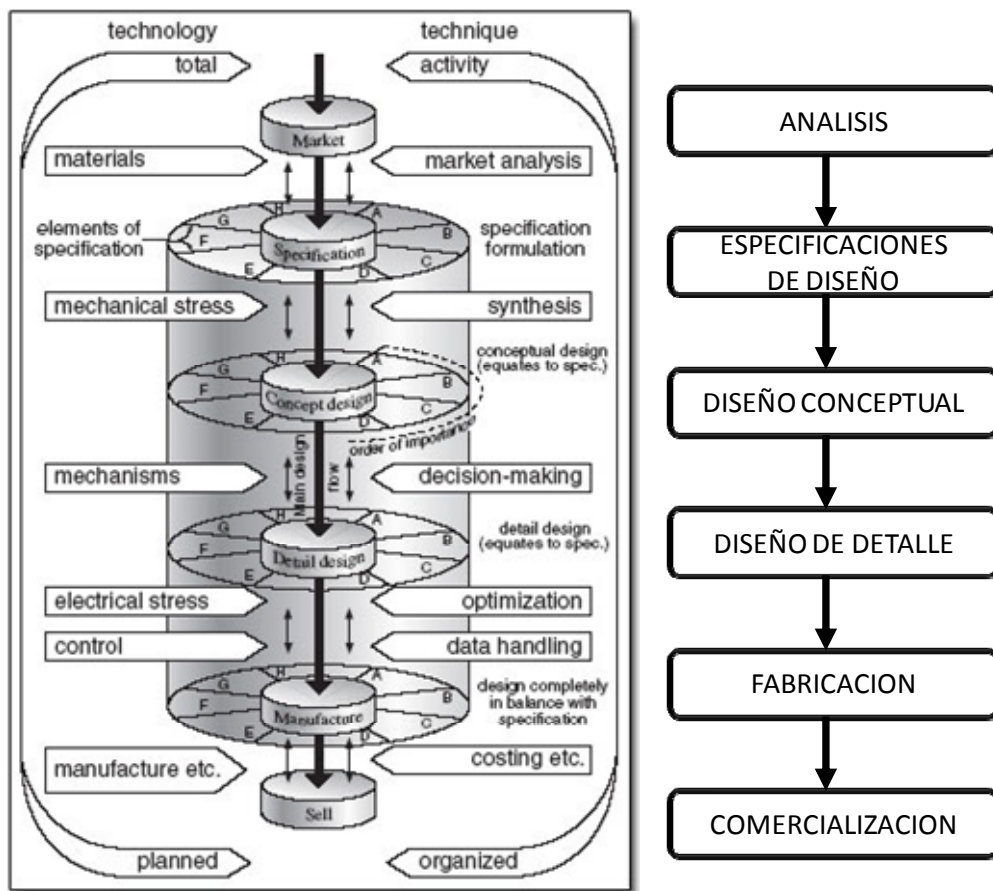 technology
technique
total
activity
Market
materials
market analysis
elements of
specification
specification
formulation
H
A
G
B
F
C
E
D
Specification
mechanical stress
synthesis
conceptual design
(equates to spec.)
H
A
G
B
F
C
E
D
Concept design
order of importance
Main design
flow
mechanisms
decision-making
detail design
(equates to spec.)
H
A
G
B
F
C
E
D
Detail design
electrical stress
optimization
control
data handling
design completely
in balance with
specification
H
A
G
B
F
C
E
D
Manufacture
manufacture etc.
costing etc.
Sell
planned
organized
ANALISIS
ESPECIFICACIONES
DE DISEÑO
DISEÑO CONCEPTUAL
DISEÑO DE DETALLE
FABRICACION
COMERCIALIZACION